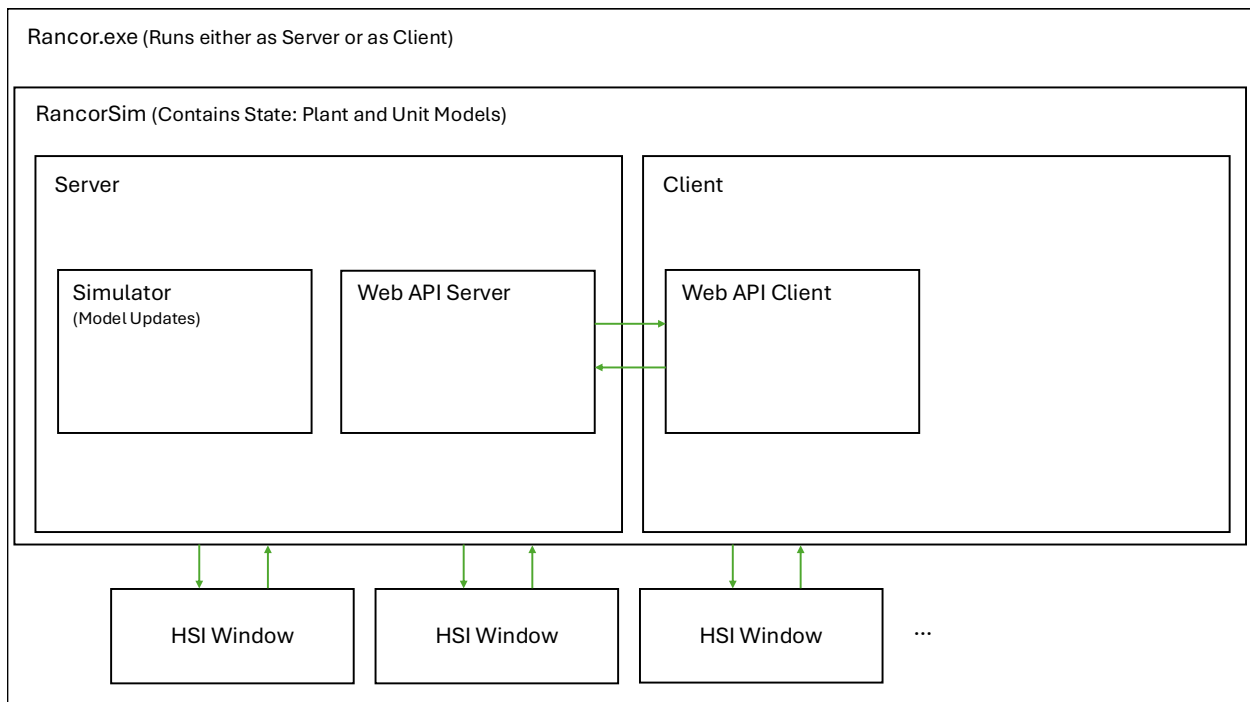 Rancor.exe (Runs either as Server or as Client)
RancorSim (Contains State: Plant and Unit Models)
Server
Client
Simulator
(Model Updates)
Web API Server
Web API Client
HSI Window
HSI Window
HSI Window
...